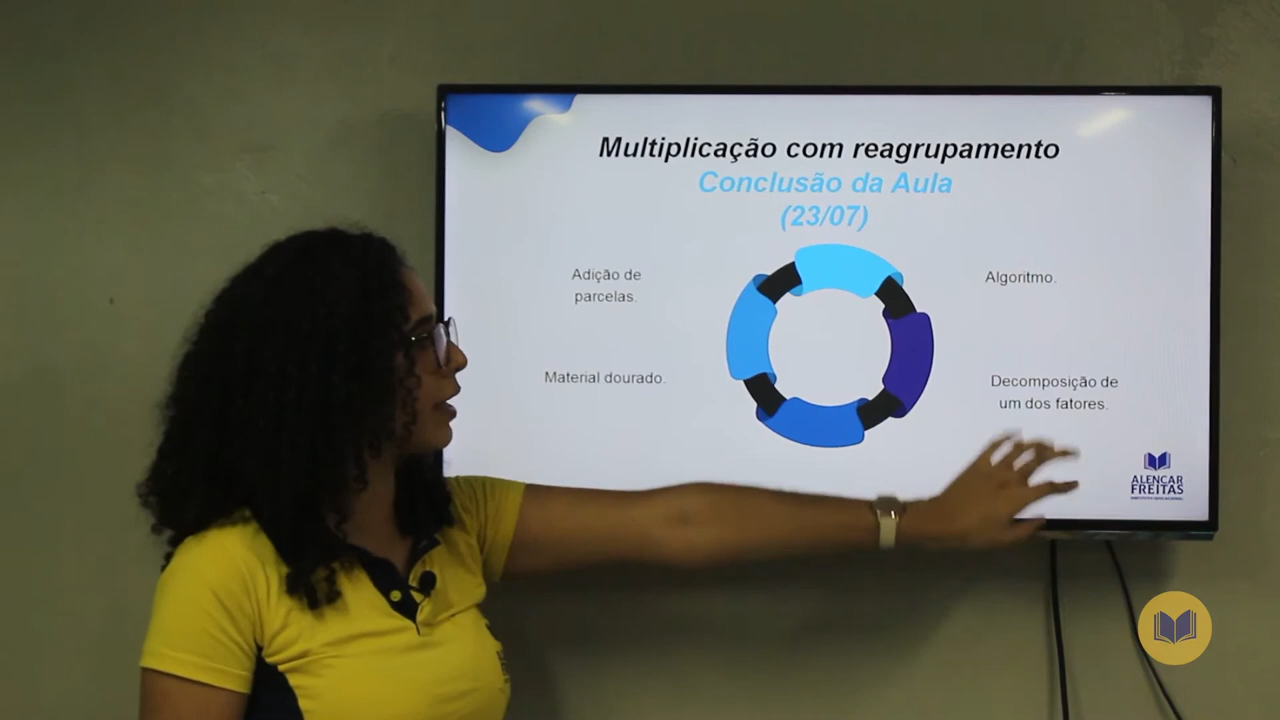 Multiplicação com reagrupamento
Conclusão da Aula
(23/07)
Adição de
parcelas.
Algoritmo.
Material dourado.
Decomposição de
um dos fatores.
ALENCAR
FREITAS